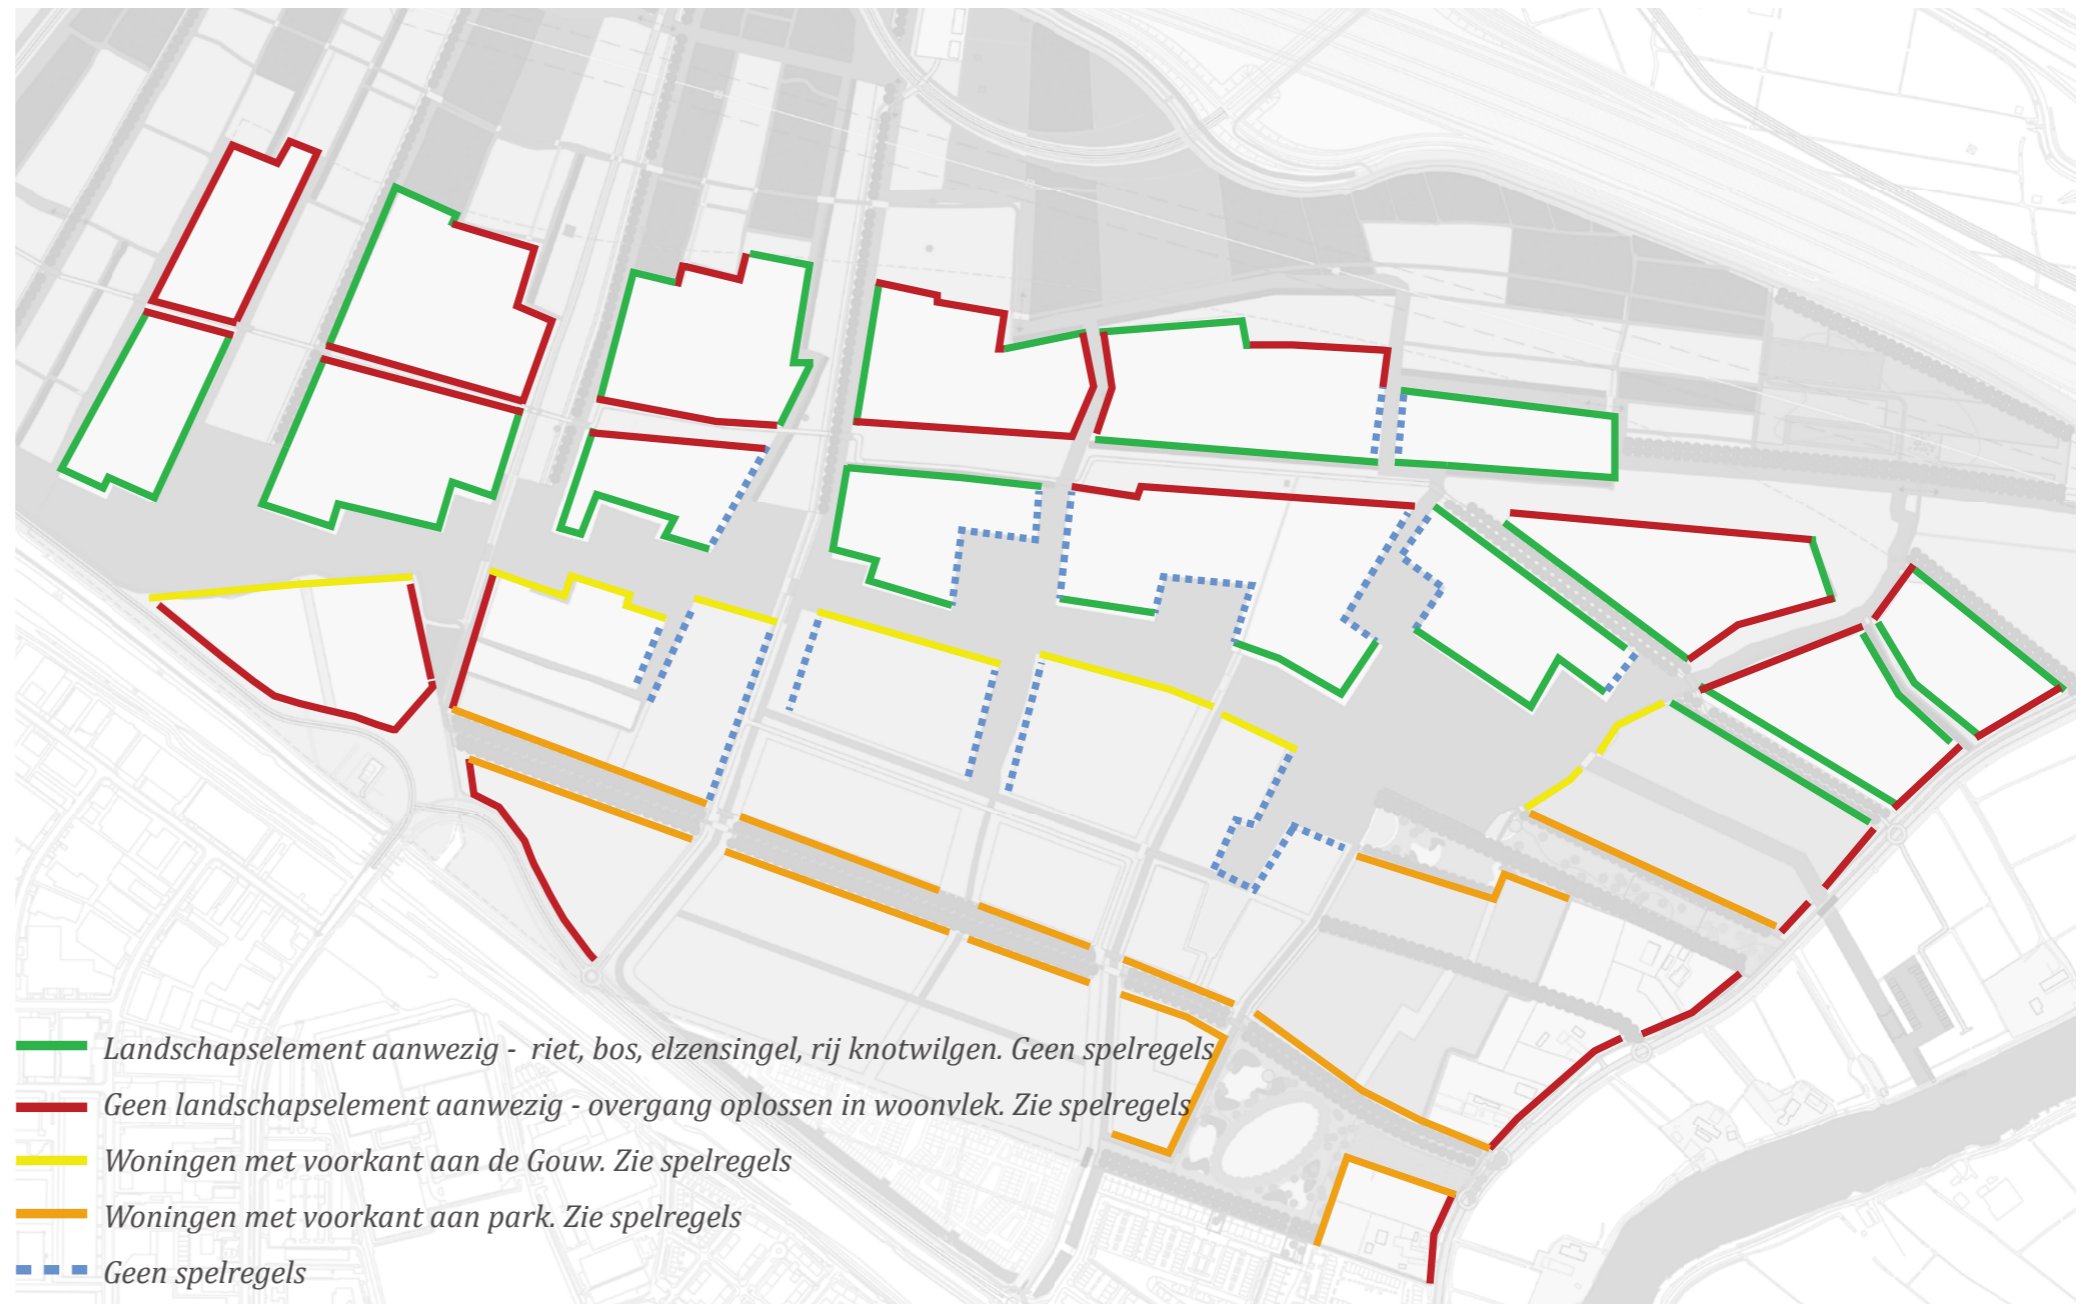 Landschapselement aanwezig - riet, bos, elzensingel, rij knotwilgen. Geen spelregels
Geen landschapselement aanwezig - overgang oplossen in woonvlek. Zie spelregels
Woningen met voorkant aan de Gouw. Zie spelregels
Woningen met voorkant aan park. Zie spelregels
Geen spelregels